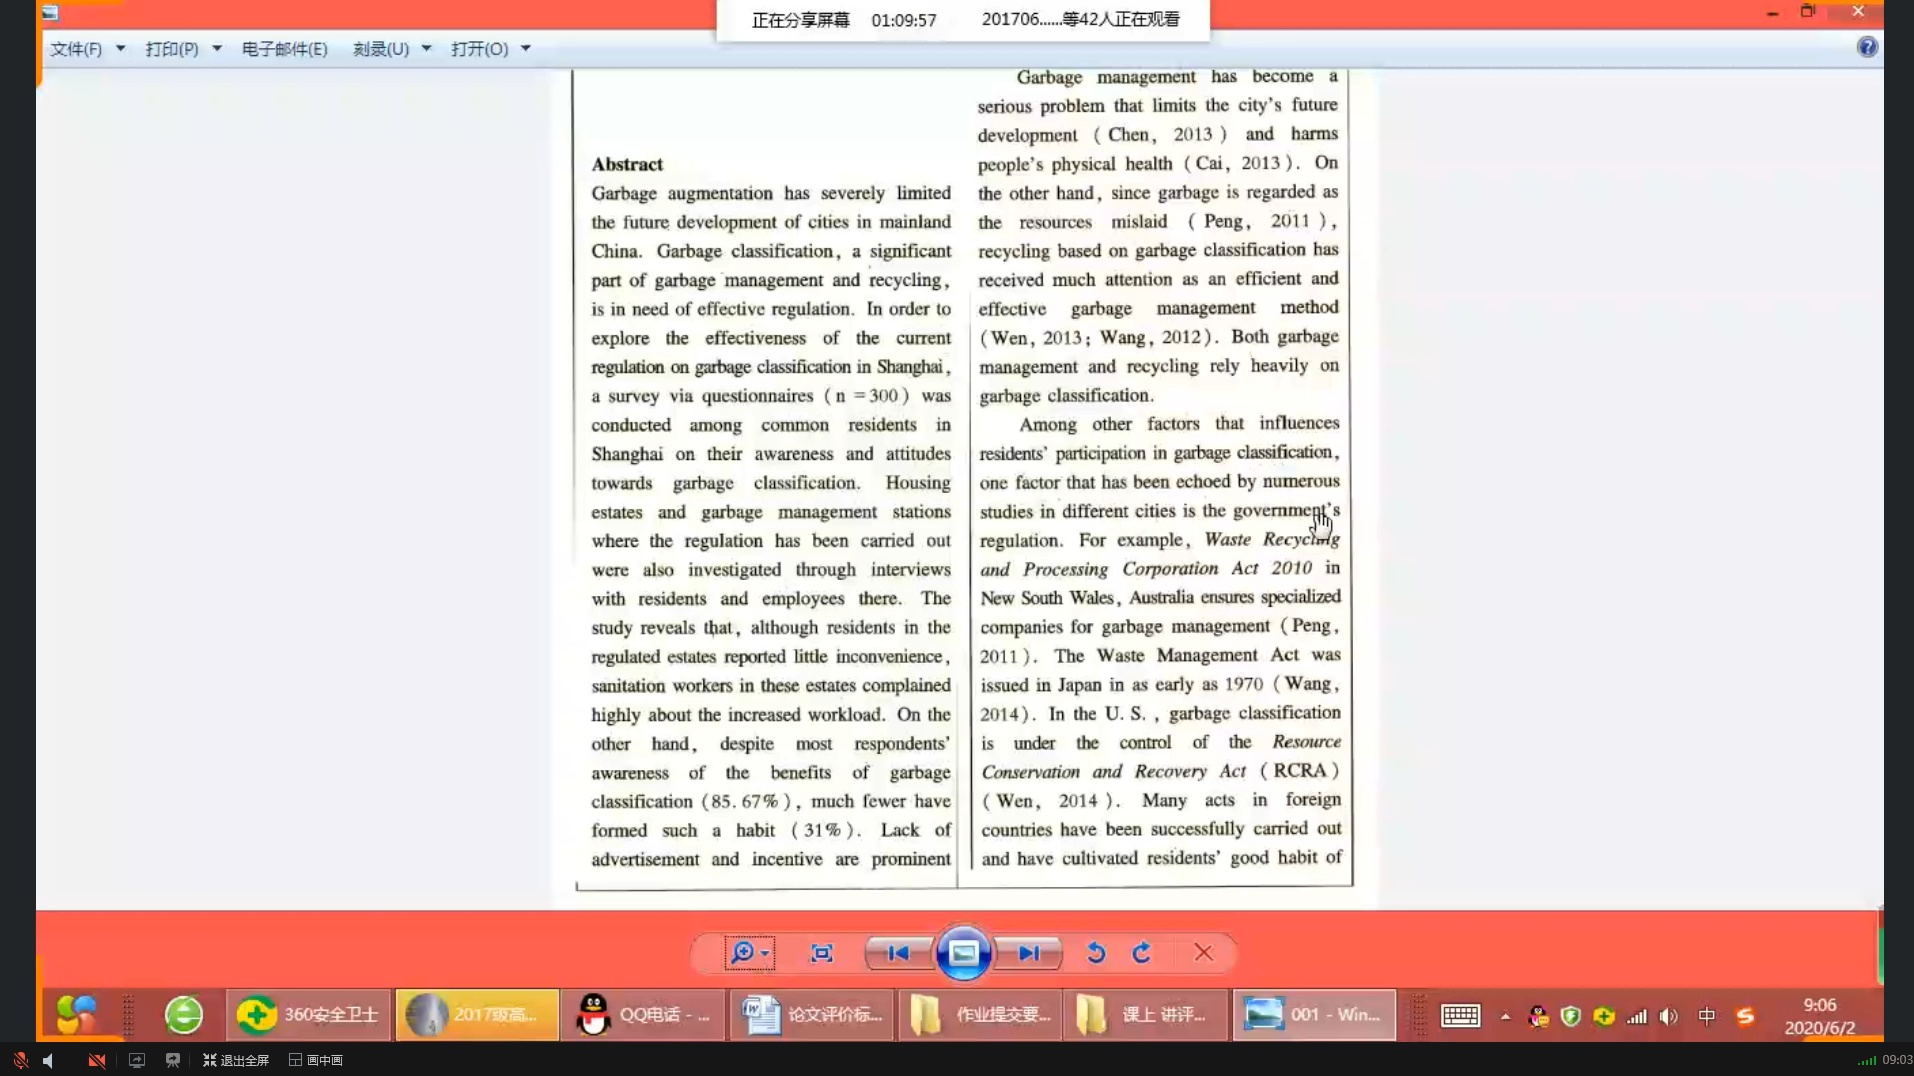 正在分享屏幕 01:09:57 201706......等42人正在观看
文件(F) 打印(P) 电子邮件(E) 刻录(U) 打开(O)
Abstract
Garbage augmentation has severely limited
the future development of cities in mainland
China. Garbage classification, a significant
part of garbage management and recycling,
is in need of effective regulation. In order to
explore the effectiveness of the current
regulation on garbage classification in Shanghai,
a survey via questionnaires (n =300) was
conducted among common residents in
Shanghai on their awareness and attitudes
towards garbage classification. Housing
estates and garbage management stations
where the regulation has been carried out
were also investigated through interviews
with residents and employees there. The
study reveals that, although residents in the
regulated estates reported little inconvenience,
sanitation workers in these estates complained
highly about the increased workload. On the
other hand, despite most respondents'
awareness of the benefits of garbage
classification (85.67%), much fewer have
formed such a habit (31%). Lack of
advertisement and incentive are prominent
Garbage management has become a
serious problem that limits the city's future
development (Chen, 2013) and harms
people's physical health (Cai, 2013). On
the other hand, since garbage is regarded as
the resources mislaid (Peng, 2011),
recycling based on garbage classification has
received much attention as an efficient and
effective garbage management method
(Wen, 2013; Wang, 2012). Both garbage
management and recycling rely heavily on
garbage classification.
Among other factors that influences
residents' participation in garbage classification,
one factor that has been echoed by numerous
studies in different cities is the government's
regulation. For example, Waste Recycling
and Processing Corporation Act 2010 in
New South Wales, Australia ensures specialized
companies for garbage management (Peng,
2011). The Waste Management Act was
issued in Japan in as early as 1970 (Wang,
2014). In the U.S., garbage classification
is under the control of the Resource
Conservation and Recovery Act (RCRA)
(Wen, 2014). Many acts in foreign
countries have been successfully carried out
and have cultivated residents' good habit of
360安全卫士 2017级高... QQ电话 - ... 论文评价标... 作业提交要... 课上 讲评... 001 - Win... 中 9:06
2020/6/2
退出全屏 画中画 09:03